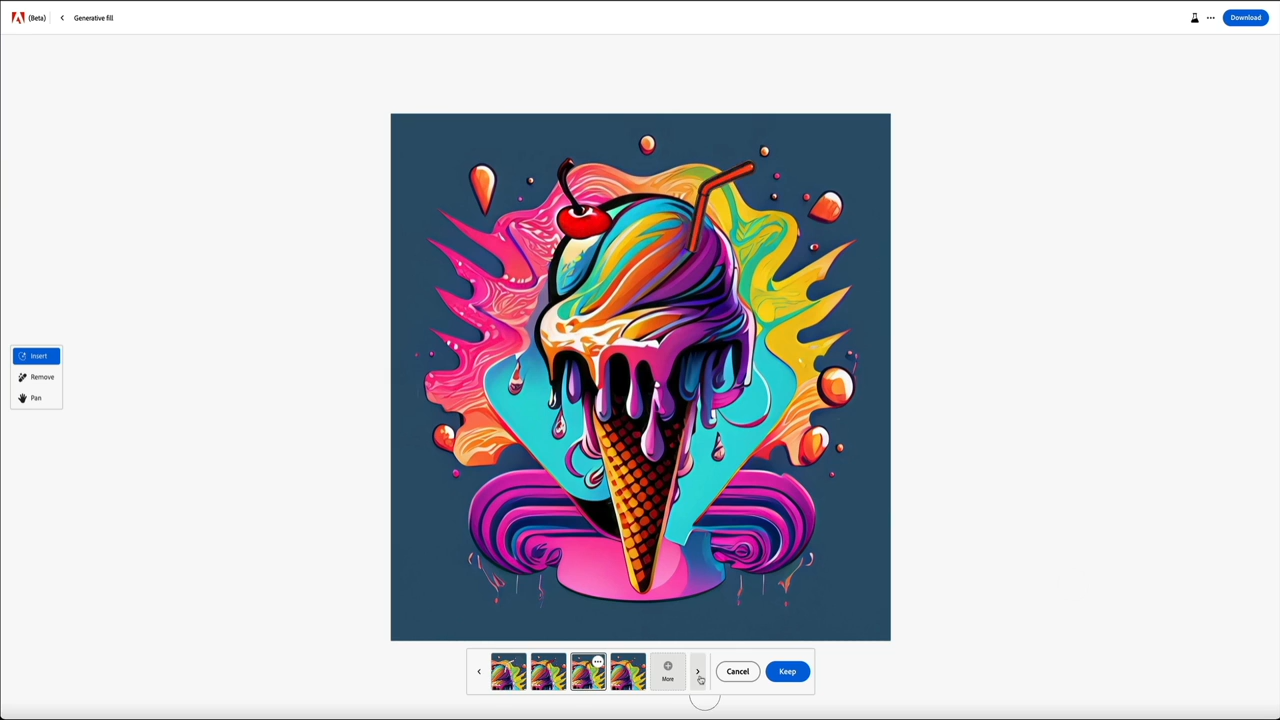 (Beta)
Generative fill
Download
Insert
Remove
Pan
More
Cancel
Keep